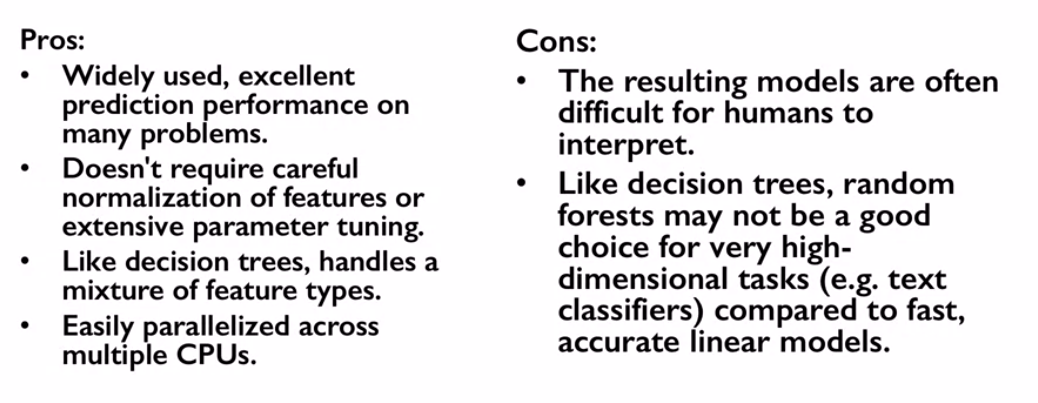 Pros:
• Widely used, excellent
prediction performance on
many problems.
• Doesn't require careful
normalization of features or
extensive parameter tuning.
• Like decision trees, handles a
mixture of feature types.
• Easily parallelized across
multiple CPUs.
Cons:
• The resulting models are often
difficult for humans to
interpret.
• Like decision trees, random
forests may not be a good
choice for very high-
dimensional tasks (e.g. text
classifiers) compared to fast,
accurate linear models.